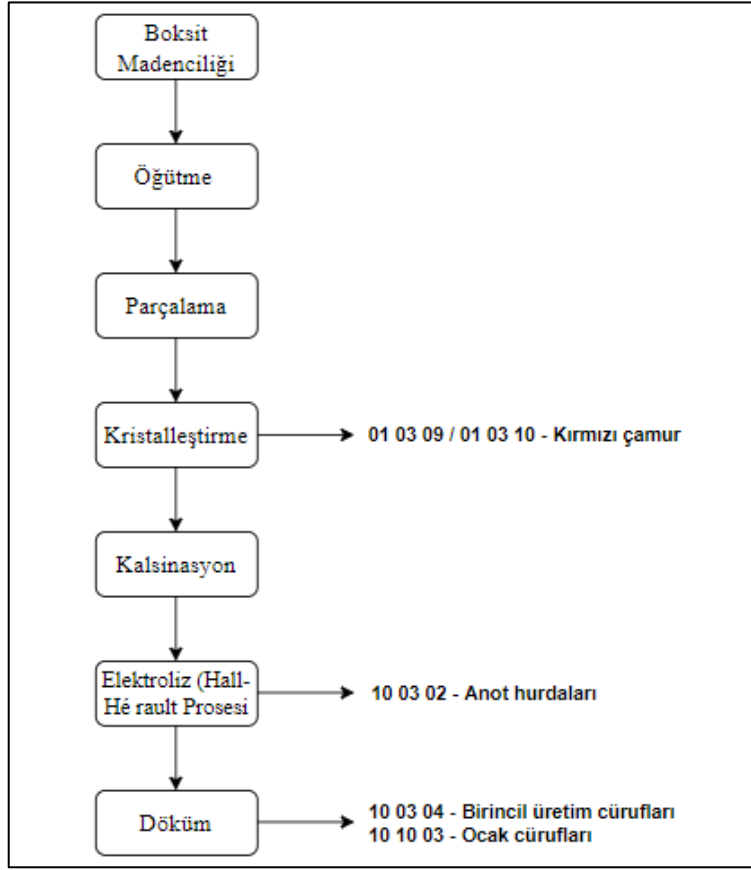 Boksit
Madenciliği
Öğütme
Parçalama
Kristalleştirme
01 03 09 / 01 03 10 - Kırmızı çamur
Kalsinasyon
Elektroliz (Hall-
Hé rault Prosesi
10 03 02 - Anot hurdaları
Döküm
10 03 04 - Birincil üretim cürufları
10 10 03 - Ocak cürufları